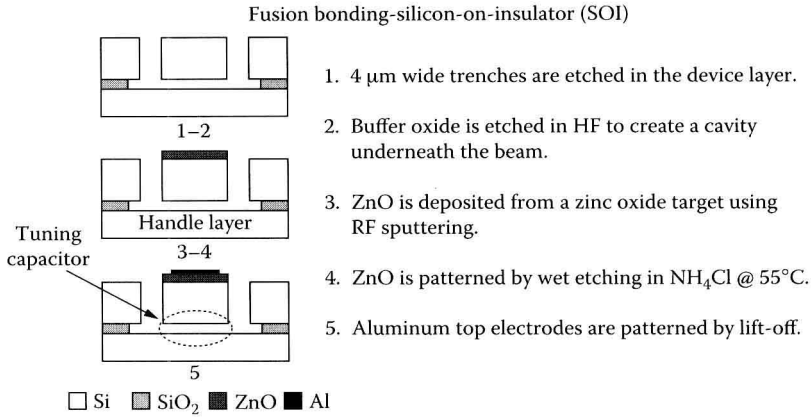 Fusion bonding-silicon-on-insulator (SOI)
1–2
Handle layer
Tuning
capacitor
3–4
5
Si SiO₂ ZnO Al
1. 4 μm wide trenches are etched in the device layer.
2. Buffer oxide is etched in HF to create a cavity
underneath the beam.
3. ZnO is deposited from a zinc oxide target using
RF sputtering.
4. ZnO is patterned by wet etching in NH₄Cl @ 55°C.
5. Aluminum top electrodes are patterned by lift-off.